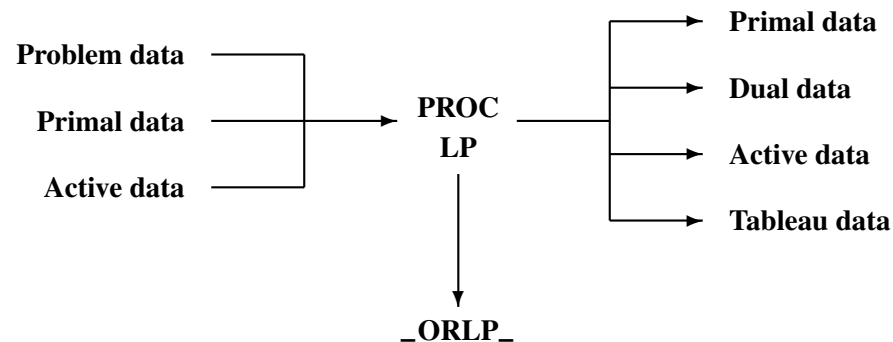 Problem data
Primal data
Active data
PROC
LP
_ORLP_
Primal data
Dual data
Active data
Tableau data